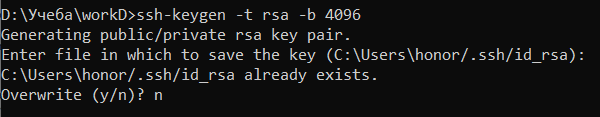 D:\Учеба\workD>ssh-keygen -t rsa -b 4096
Generating public/private rsa key pair.
Enter file in which to save the key (C:\Users\honor/.ssh/id_rsa):
C:\Users\honor/.ssh/id_rsa already exists.
Overwrite (y/n)? n